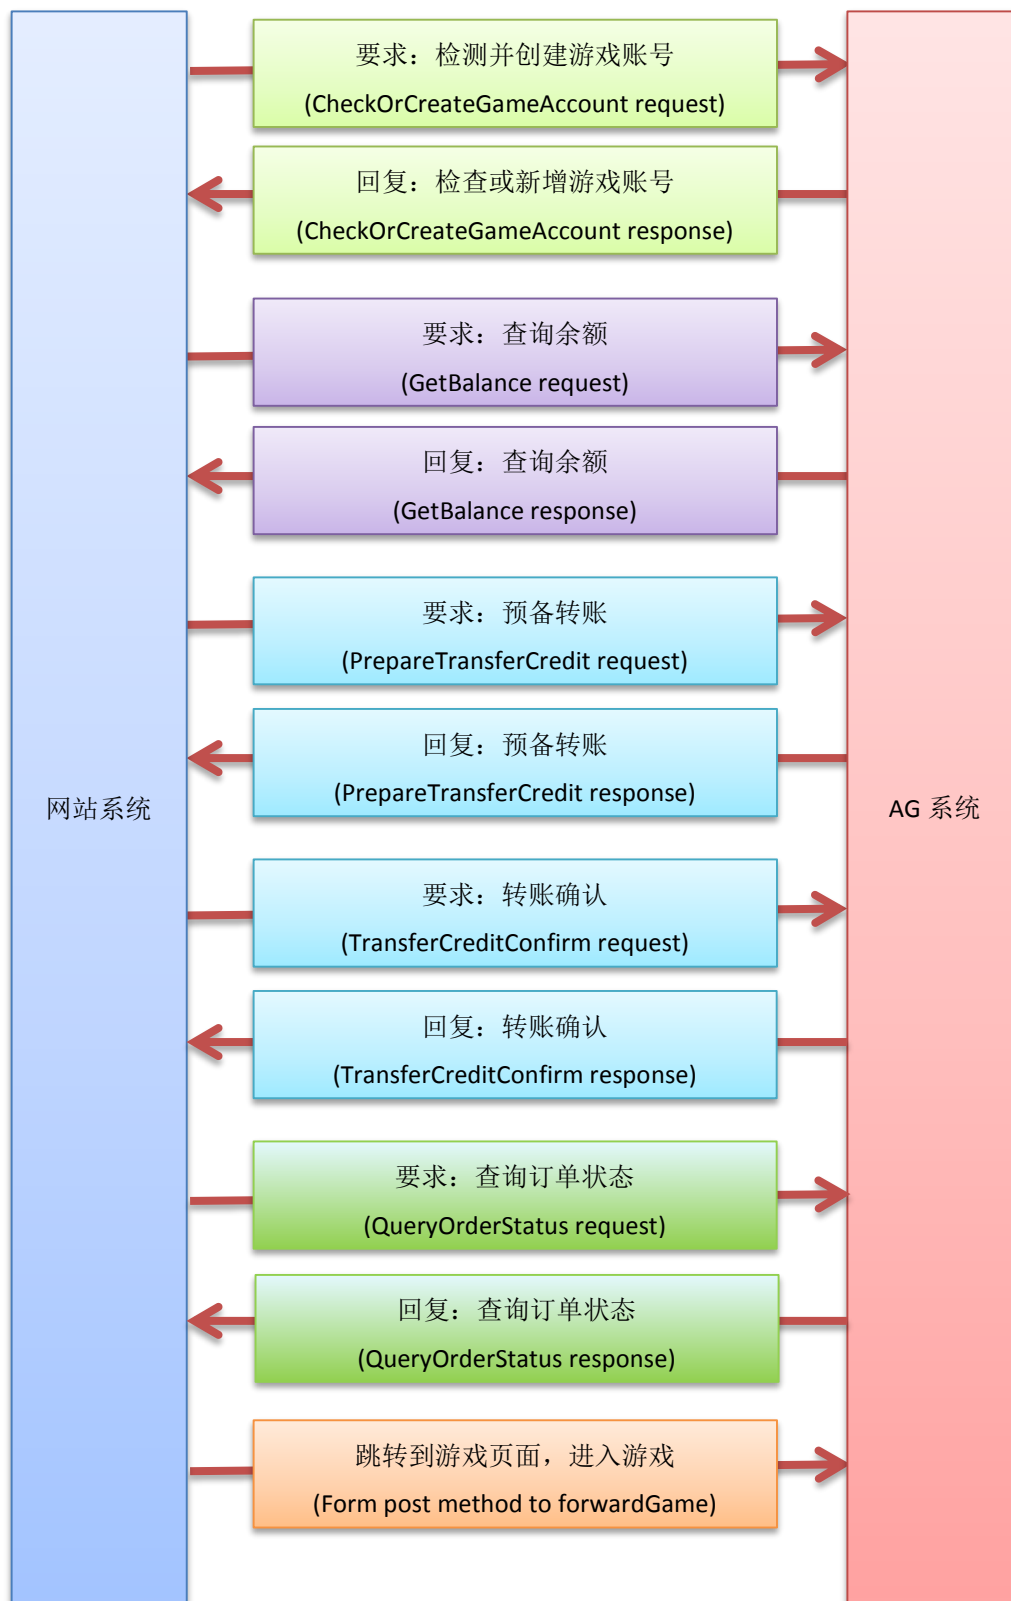 要求：检测并创建游戏账号
(CheckOrCreateGameAccount request)
回复：检查或新增游戏账号
(CheckOrCreateGameAccount response)
要求：查询余额
(GetBalance request)
回复：查询余额
(GetBalance response)
要求：预备转账
(PrepareTransferCredit request)
回复：预备转账
(PrepareTransferCredit response)
网站系统
AG 系统
要求：转账确认
(TransferCreditConfirm request)
回复：转账确认
(TransferCreditConfirm response)
要求：查询订单状态
(QueryOrderStatus request)
回复：查询订单状态
(QueryOrderStatus response)
跳转到游戏页面，进入游戏
(Form post method to forwardGame)